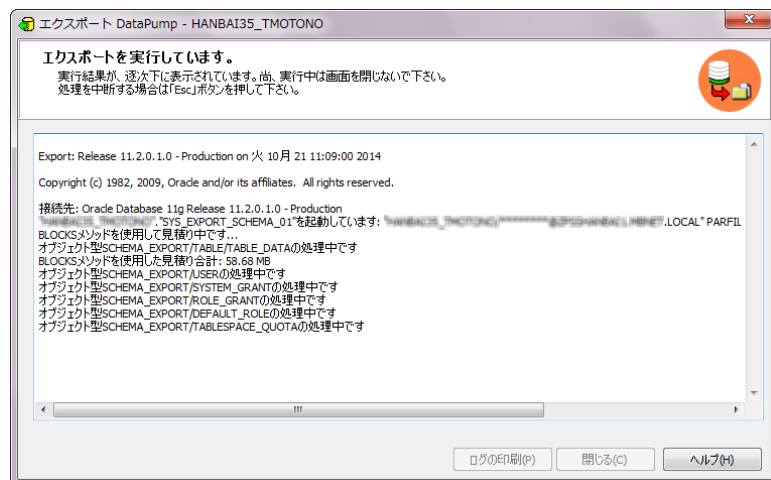 エクスポート DataPump - HANBAI35_TMOTONO
エクスポートを実行しています。
実行結果が、逐次下に表示されています。尚、実行中は画面を閉じないで下さい。
処理を中断する場合は「Esc」ボタンを押して下さい。
Export: Release 11.2.0.1.0 - Production on 火 10月 21 11:09:00 2014
Copyright (c) 1982, 2009, Oracle and/or its affiliates. All rights reserved.
接続先: Oracle Database 11g Release 11.2.0.1.0 - Production
"SYS_EXPORT_SCHEMA_01"を起動しています: .LOCAL" PARFIL
BLOCKSメソッドを使用して見積り中です...
オブジェクト型SCHEMA_EXPORT/TABLE/TABLE_DATAの処理中です
BLOCKSメソッドを使用した見積り合計: 58.68 MB
オブジェクト型SCHEMA_EXPORT/USERの処理中です
オブジェクト型SCHEMA_EXPORT/SYSTEM_GRANTの処理中です
オブジェクト型SCHEMA_EXPORT/ROLE_GRANTの処理中です
オブジェクト型SCHEMA_EXPORT/DEFAULT_ROLEの処理中です
オブジェクト型SCHEMA_EXPORT/TABLESPACE_QUOTAの処理中です
ログの印刷(P) 閉じる(C) ヘルプ(H)